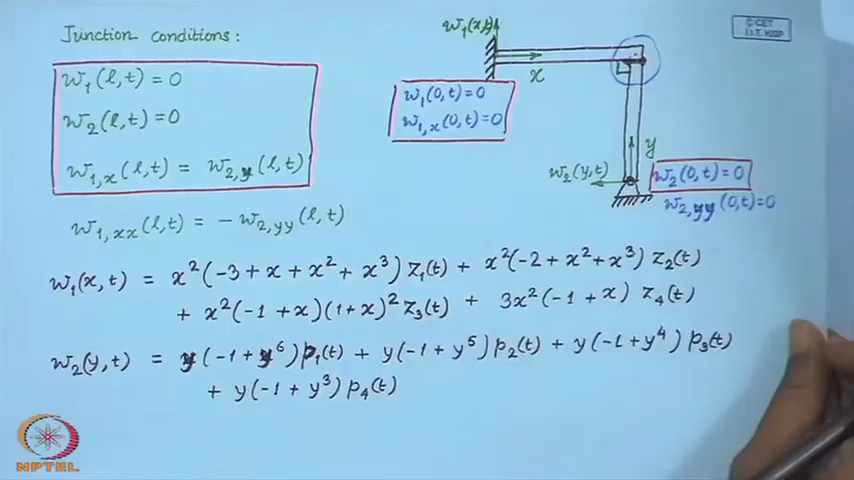 Junction conditions:
w₁(l,t) = 0
w₂(l,t) = 0
w₁,ₓ(l,t) = w₂,y(l,t)
w₁,ₓₓ(l,t) = - w₂,yy(l,t)
w₁(x,t)
x
w₁(0,t) = 0
w₁,ₓ(0,t) = 0
y
w₂(y,t)
w₂(0,t) = 0
w₂,yy(0,t) = 0
© CET
I.I.T. KGP
w₁(x,t) = x²(-3 + x + x² + x³) z₁(t) + x²(-2 + x² + x³) z₂(t)
+ x²(-1 + x)(1 + x)² z₃(t) + 3x²(-1 + x) z₄(t)
w₂(y,t) = y(-1 + y⁶) p₁(t) + y(-1 + y⁵) p₂(t) + y(-1 + y⁴) p₃(t)
+ y(-1 + y³) p₄(t)
NPTEL